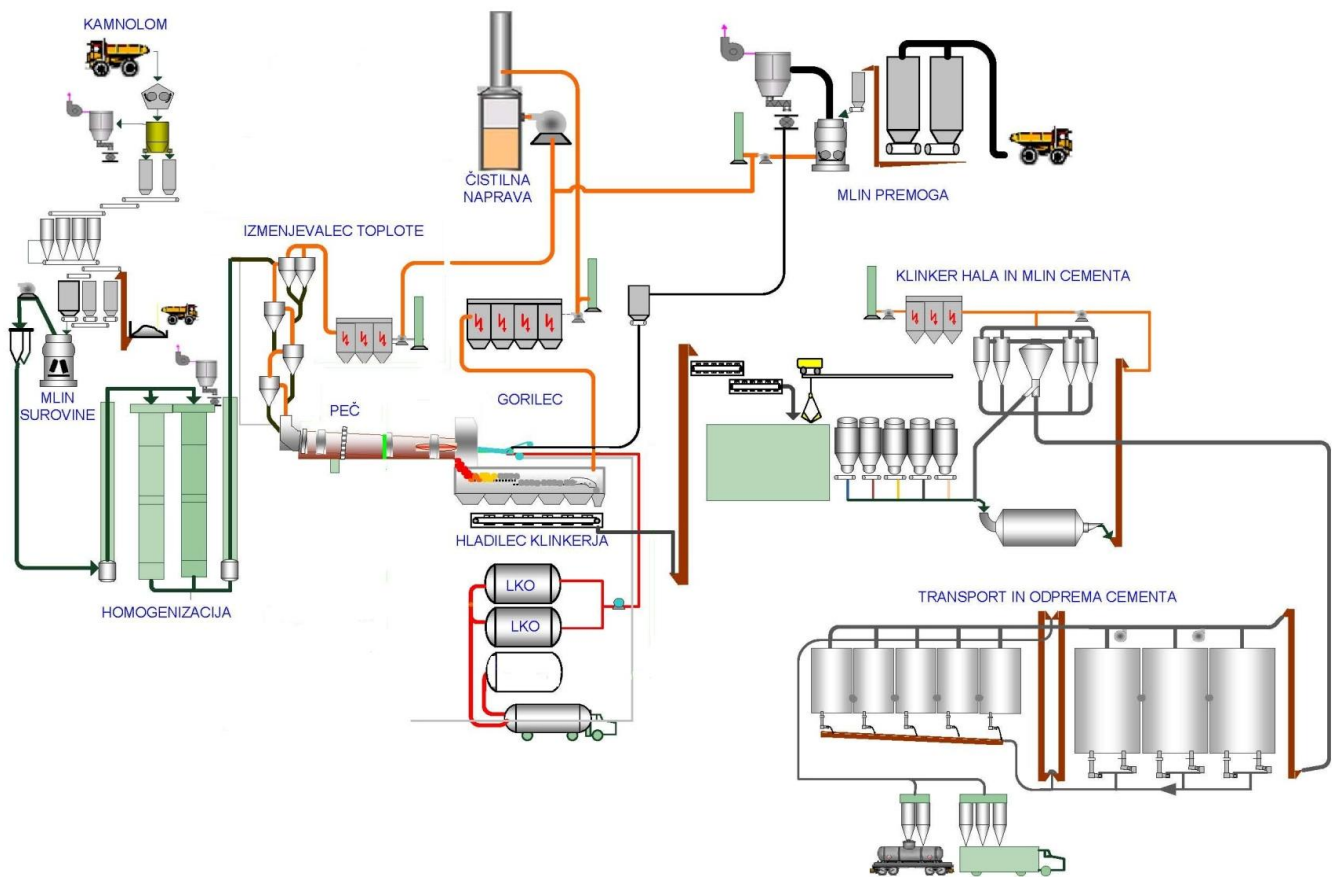 KAMNOLOM
ČISTILNA
NAPRAVA
MLIN PREMOGA
IZMENJEVALEC TOPLOTE
KLINKER HALA IN MLIN CEMENTA
MLIN
SUROVINE
PEČ
GORILEC
HLADILEC KLINKERJA
HOMOGENIZACIJA
LKO
LKO
TRANSPORT IN ODPREMA CEMENTA